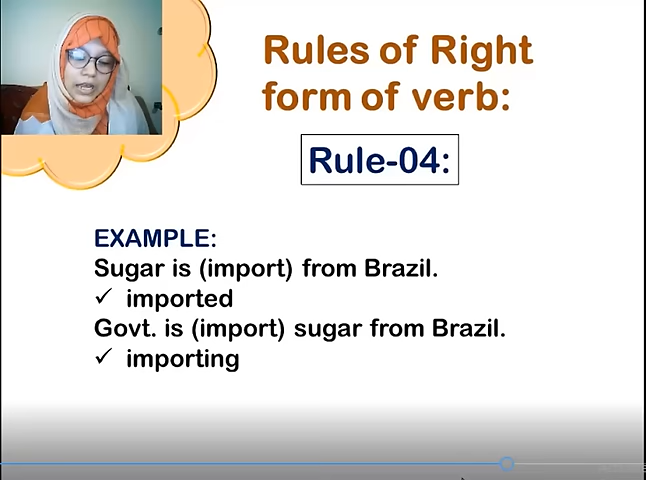 Rules of Right
form of verb:
Rule-04:
EXAMPLE:
Sugar is (import) from Brazil.
✓ imported
Govt. is (import) sugar from Brazil.
✓ importing